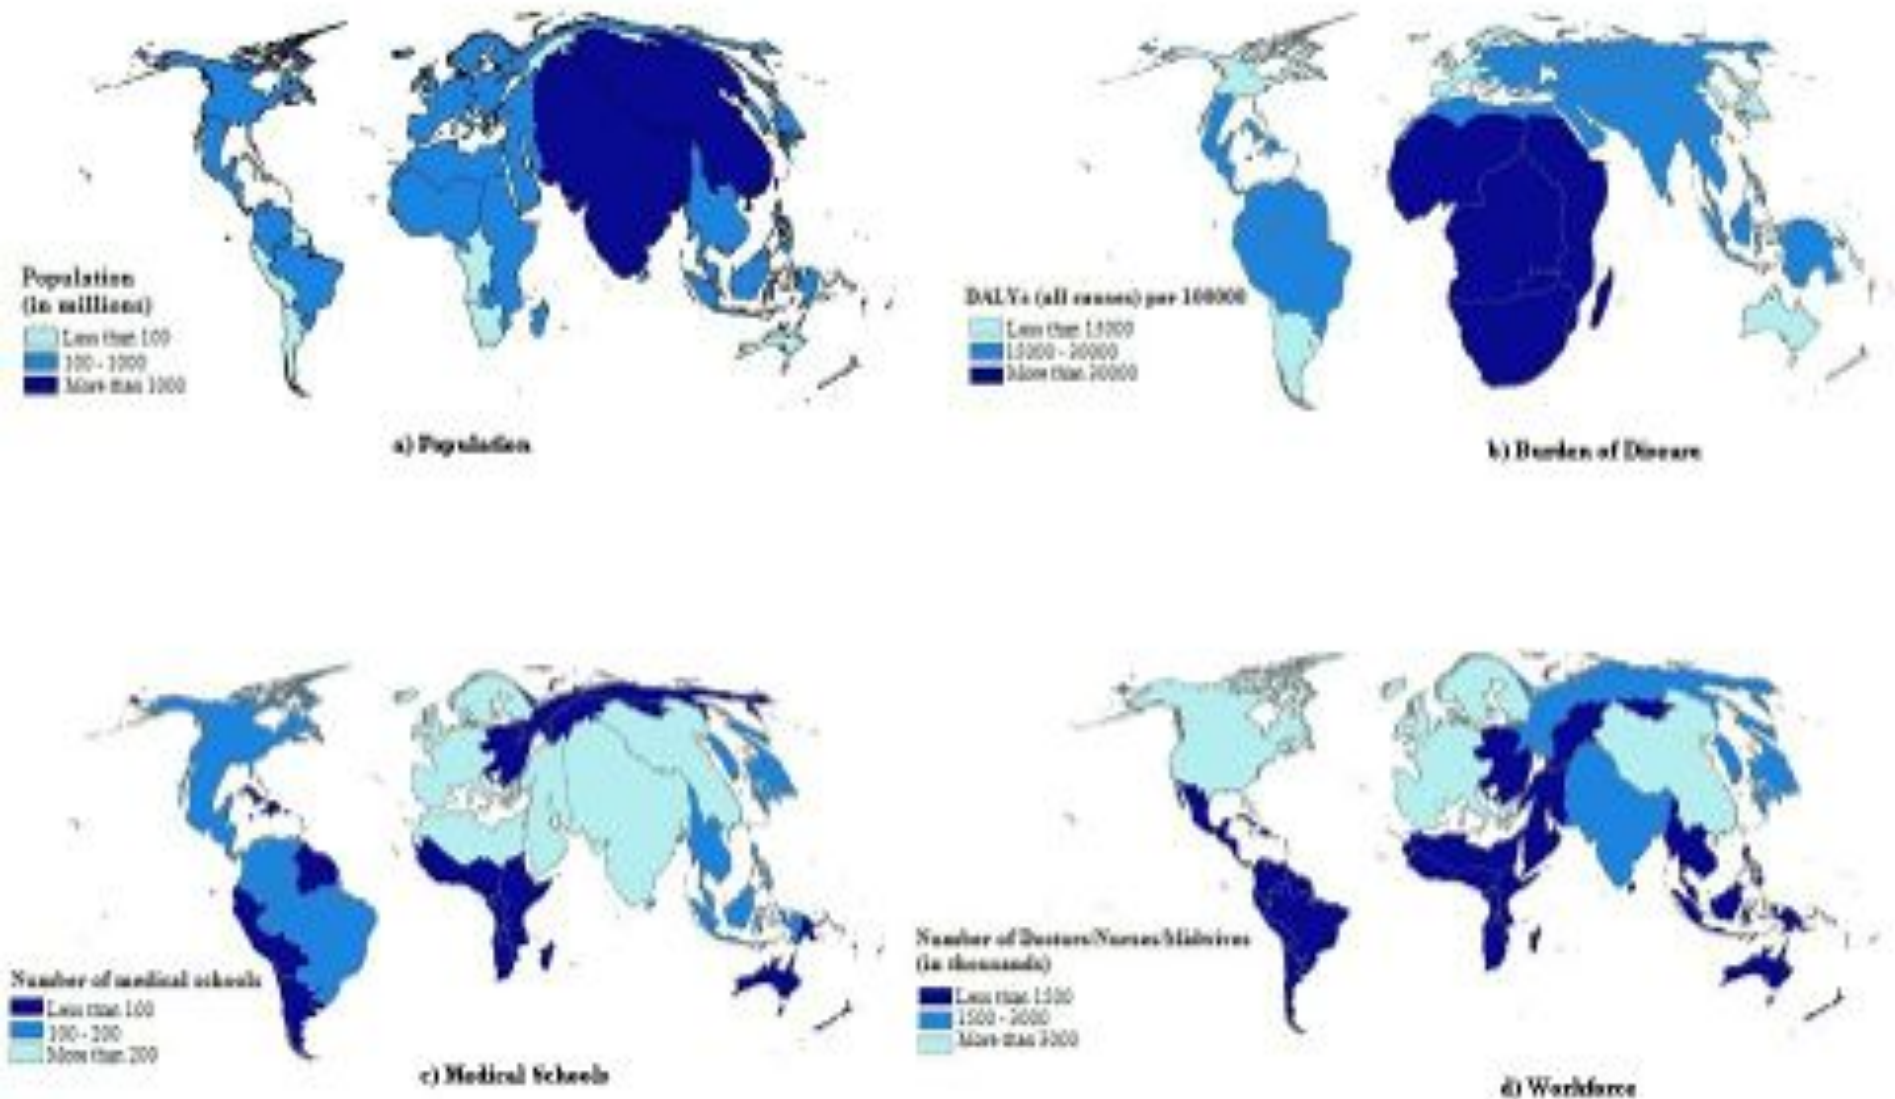 Population
(in millions)
Less than 100
100 - 1000
More than 1000
a) Population
DALYs (all causes) per 100000
Less than 15000
15000 - 30000
More than 30000
b) Burden of Disease
Number of medical schools
Less than 100
100 - 200
More than 200
c) Medical Schools
Number of Doctors/Nurses/Midwives
(in thousands)
Less than 1500
1500 - 3000
More than 3000
d) Workforce